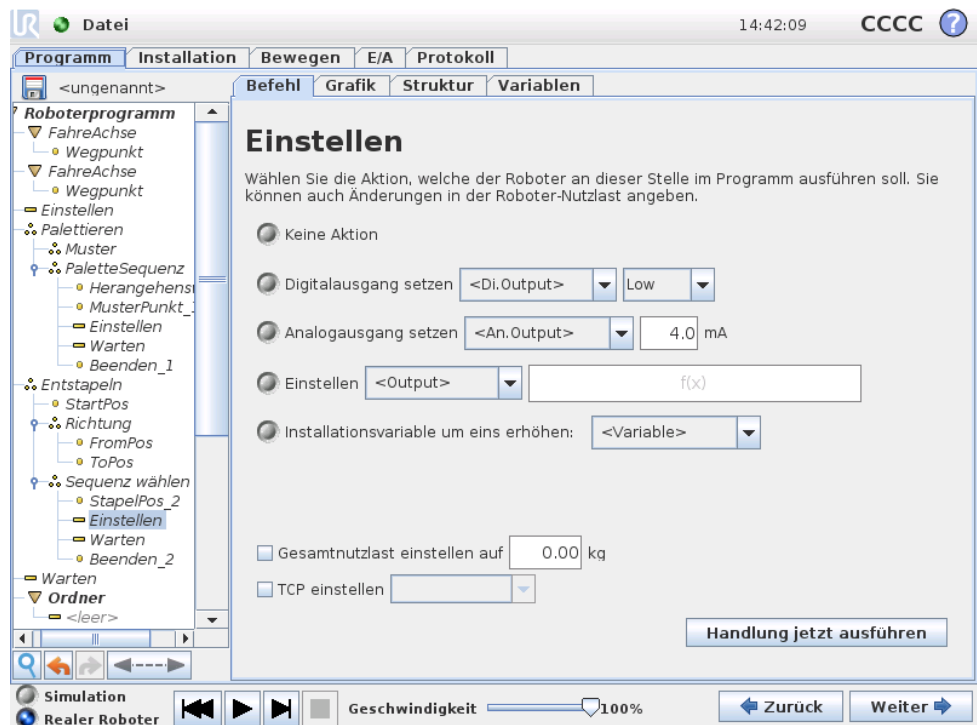 UR Datei 14:42:09 CCCC ?
Programm Installation Bewegen E/A Protokoll
<ungenannt>
Befehl Grafik Struktur Variablen
Roboterprogramm
FahreAchse
Wegpunkt
FahreAchse
Wegpunkt
Einstellen
Palettieren
Muster
PaletteSequenz
Herangehens
MusterPunkt_
Einstellen
Warten
Beenden_1
Entstapeln
StartPos
Richtung
FromPos
ToPos
Sequenz wählen
StapelPos_2
Einstellen
Warten
Beenden_2
Warten
Ordner
<leer>
Einstellen
Wählen Sie die Aktion, welche der Roboter an dieser Stelle im Programm ausführen soll. Sie
können auch Änderungen in der Roboter-Nutzlast angeben.
Keine Aktion
Digitalausgang setzen <Di.Output> Low
Analogausgang setzen <An.Output> 4.0 mA
Einstellen <Output> f(x)
Installationsvariable um eins erhöhen: <Variable>
Gesamtnutzlast einstellen auf 0.00 kg
TCP einstellen
Handlung jetzt ausführen
Simulation
Realer Roboter
Geschwindigkeit 100%
Zurück Weiter